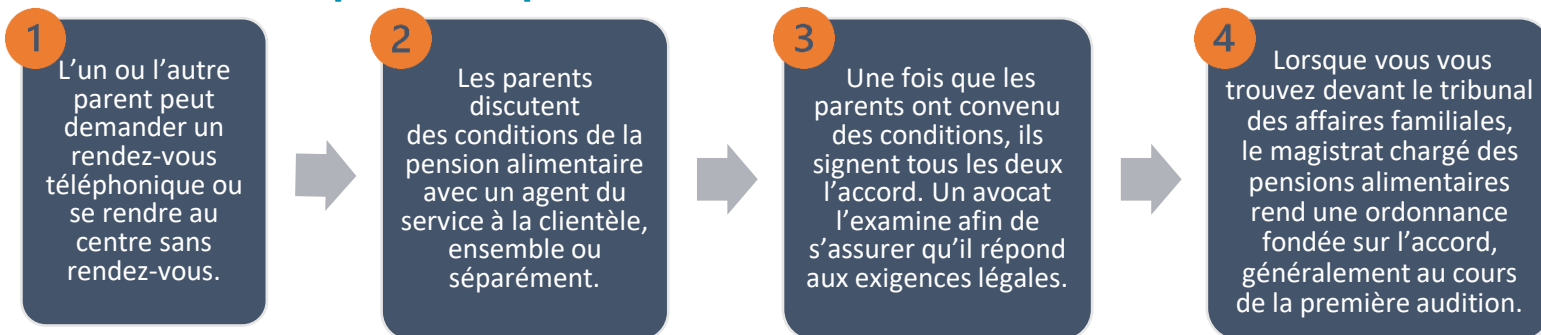 1
L’un ou l’autre
parent peut
demander un
rendez-vous
téléphonique ou
se rendre au
centre sans
rendez-vous.
2
Les parents
discutent
des conditions de la
pension alimentaire
avec un agent du
service à la clientèle,
ensemble ou
séparément.
3
Une fois que les
parents ont convenu
des conditions, ils
signent tous les deux
l’accord. Un avocat
l’examine afin de
s’assurer qu’il répond
aux exigences légales.
4
Lorsque vous vous
trouvez devant le tribunal
des affaires familiales,
le magistrat chargé des
pensions alimentaires
rend une ordonnance
fondée sur l’accord,
généralement au cours
de la première audition.